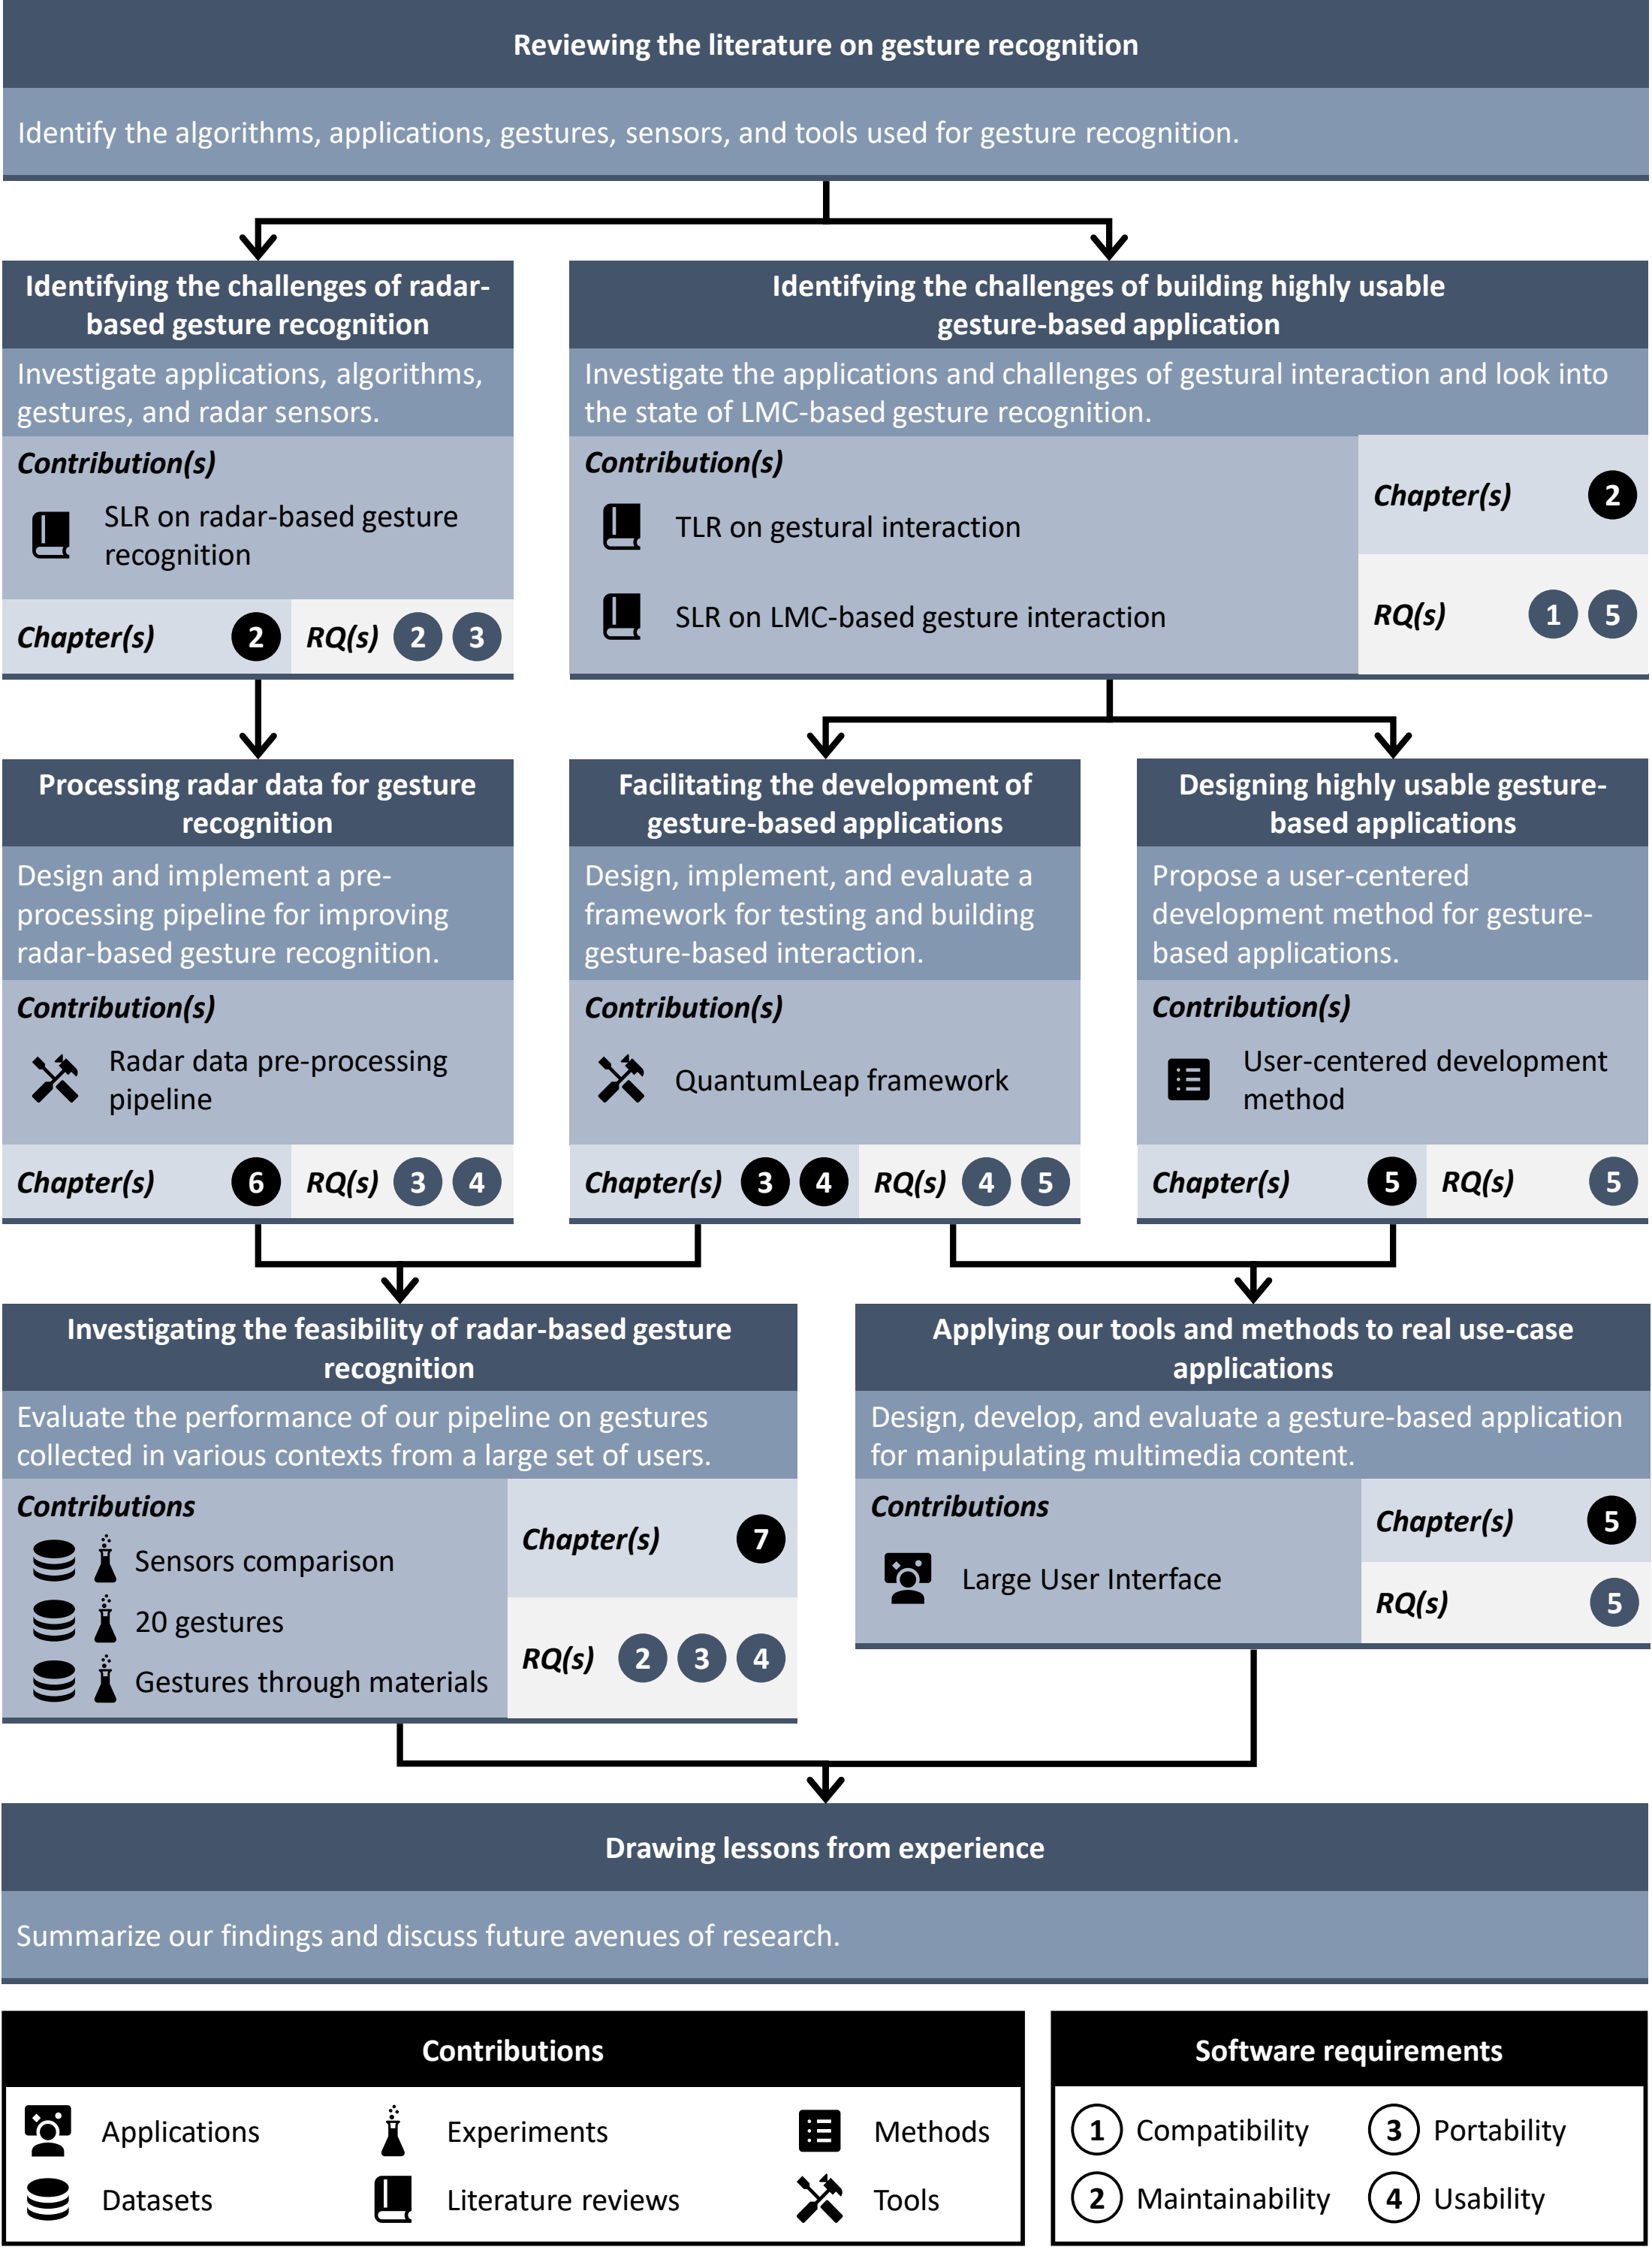 Reviewing the literature on gesture recognition
Identify the algorithms, applications, gestures, sensors, and tools used for gesture recognition.
Identifying the challenges of radar-
based gesture recognition
Investigate applications, algorithms,
gestures, and radar sensors.
Contribution(s)
SLR on radar-based gesture
recognition
Chapter(s) 2 RQ(s) 2 3
Identifying the challenges of building highly usable
gesture-based application
Investigate the applications and challenges of gestural interaction and look into
the state of LMC-based gesture recognition.
Contribution(s)
TLR on gestural interaction
SLR on LMC-based gesture interaction
Chapter(s) 2
RQ(s) 1 5
Processing radar data for gesture
recognition
Design and implement a pre-
processing pipeline for improving
radar-based gesture recognition.
Contribution(s)
Radar data pre-processing
pipeline
Chapter(s) 6 RQ(s) 3 4
Facilitating the development of
gesture-based applications
Design, implement, and evaluate a
framework for testing and building
gesture-based interaction.
Contribution(s)
QuantumLeap framework
Chapter(s) 3 4 RQ(s) 4 5
Designing highly usable gesture-
based applications
Propose a user-centered
development method for gesture-
based applications.
Contribution(s)
User-centered development
method
Chapter(s) 5 RQ(s) 5
Investigating the feasibility of radar-based gesture
recognition
Evaluate the performance of our pipeline on gestures
collected in various contexts from a large set of users.
Contributions
Sensors comparison
20 gestures
Gestures through materials
Chapter(s) 7
RQ(s) 2 3 4
Applying our tools and methods to real use-case
applications
Design, develop, and evaluate a gesture-based application
for manipulating multimedia content.
Contributions
Large User Interface
Chapter(s) 5
RQ(s) 5
Drawing lessons from experience
Summarize our findings and discuss future avenues of research.
Contributions
Applications Experiments Methods
Datasets Literature reviews Tools
Software requirements
1 Compatibility 3 Portability
2 Maintainability 4 Usability